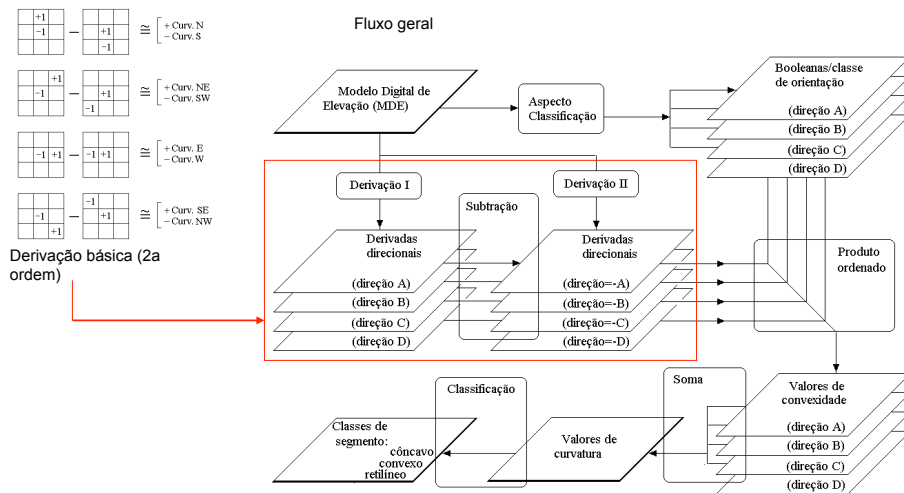 Fluxo geral
+1
−1
−
+1
−1
≅
+ Curv. N
− Curv. S
+1
−1
−
+1
−1
≅
+ Curv. NE
− Curv. SW
−1 +1
−
−1 +1
≅
+ Curv. E
− Curv. W
−1
+1
−
−1
+1
≅
+ Curv. SE
− Curv. NW
Derivação básica (2a
ordem)
Modelo Digital de
Elevação (MDE)
Aspecto
Classificação
Booleanas/classe
de orientação
(direção A)
(direção B)
(direção C)
(direção D)
Derivação I
Derivação II
Subtração
Derivadas
direcionais
(direção A)
(direção B)
(direção C)
(direção D)
Derivadas
direcionais
(direção=-A)
(direção=-B)
(direção=-C)
(direção=-D)
Produto
ordenado
Valores de
convexidade
(direção A)
(direção B)
(direção C)
(direção D)
Soma
Valores de
curvatura
Classificação
Classes de
segmento:
côncavo
convexo
retilíneo